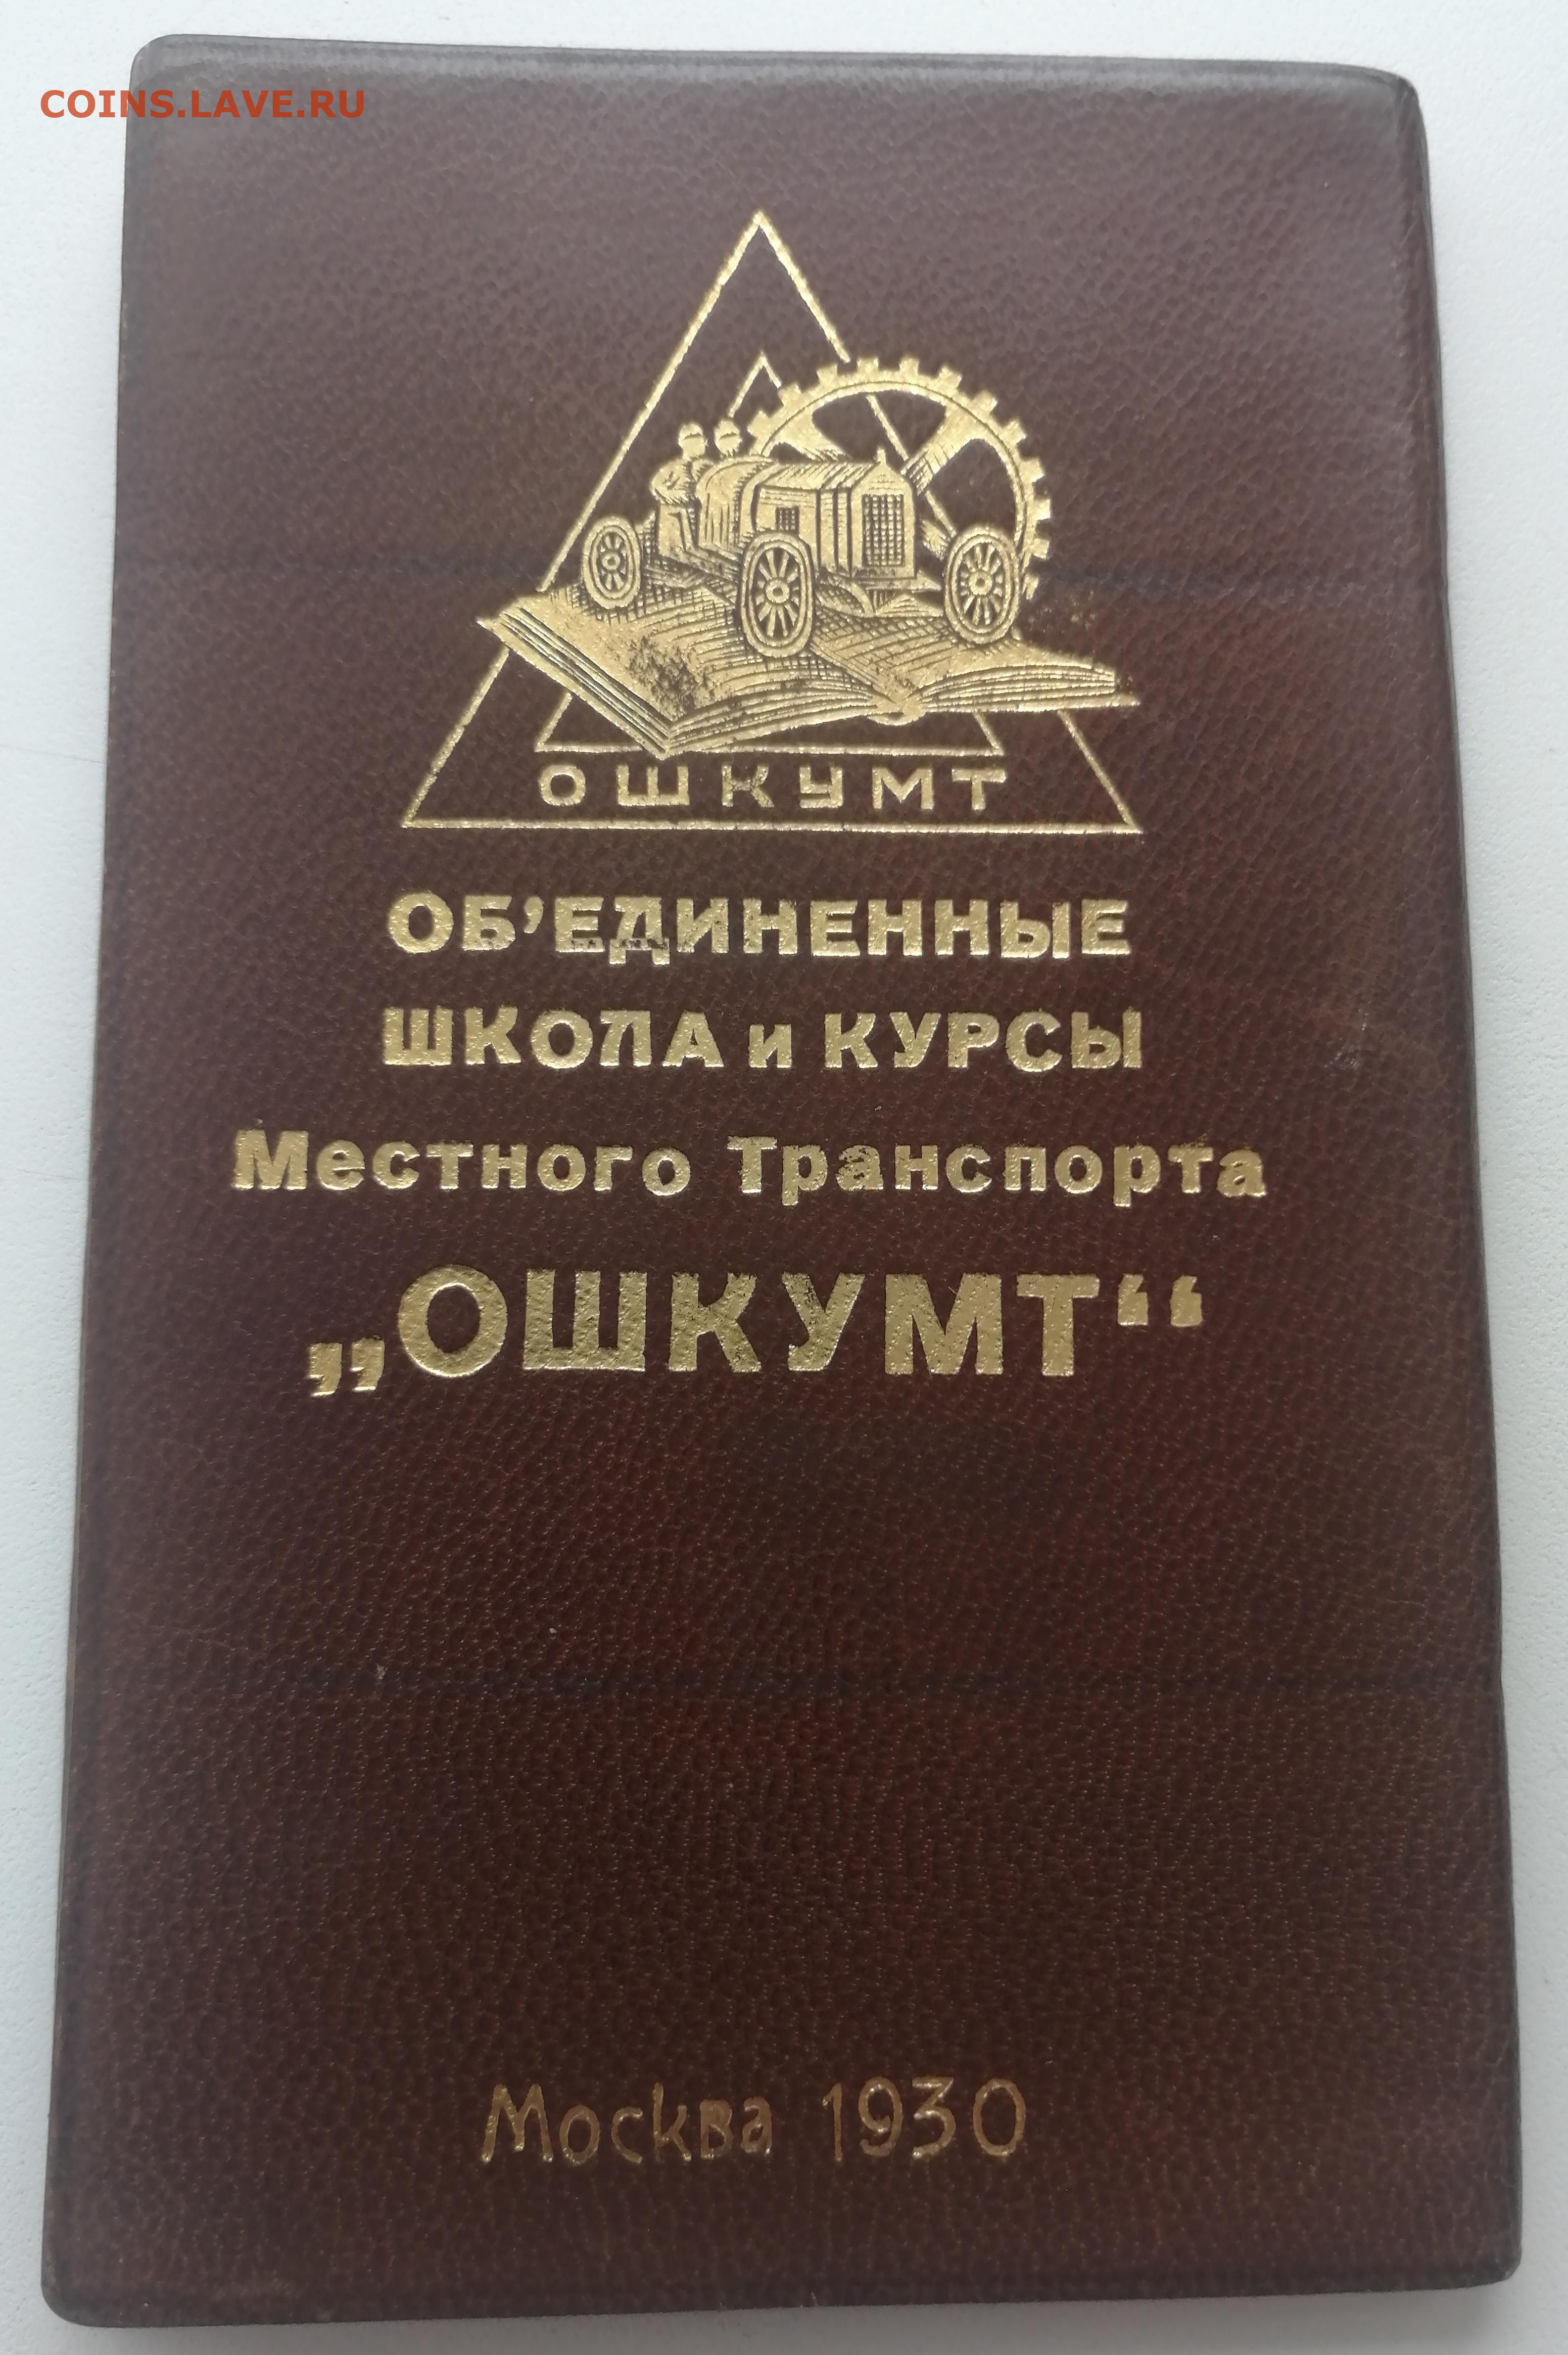 COINS.LAVE.RU
ОШКУМТ
ОБ’ЕДИНЕННЫЕ
ШКОЛА и КУРСЫ
Местного Транспорта
„ОШКУМТ“
Москва 1930